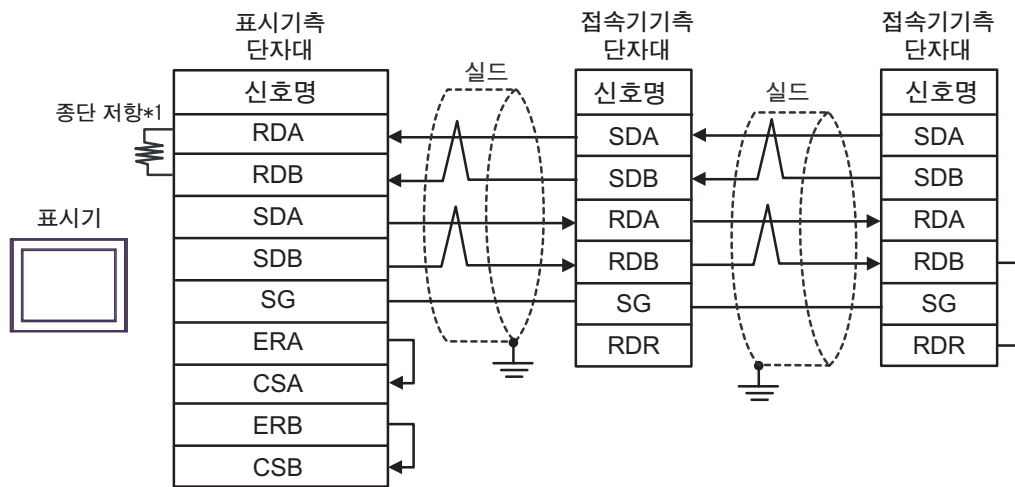 표시기측
단자대
신호명
RDA
RDB
SDA
SDB
SG
ERA
CSA
ERB
CSB
종단 저항*1
표시기
실드
접속기기측
단자대
신호명
SDA
SDB
RDA
RDB
SG
RDR
실드
접속기기측
단자대
신호명
SDA
SDB
RDA
RDB
SG
RDR